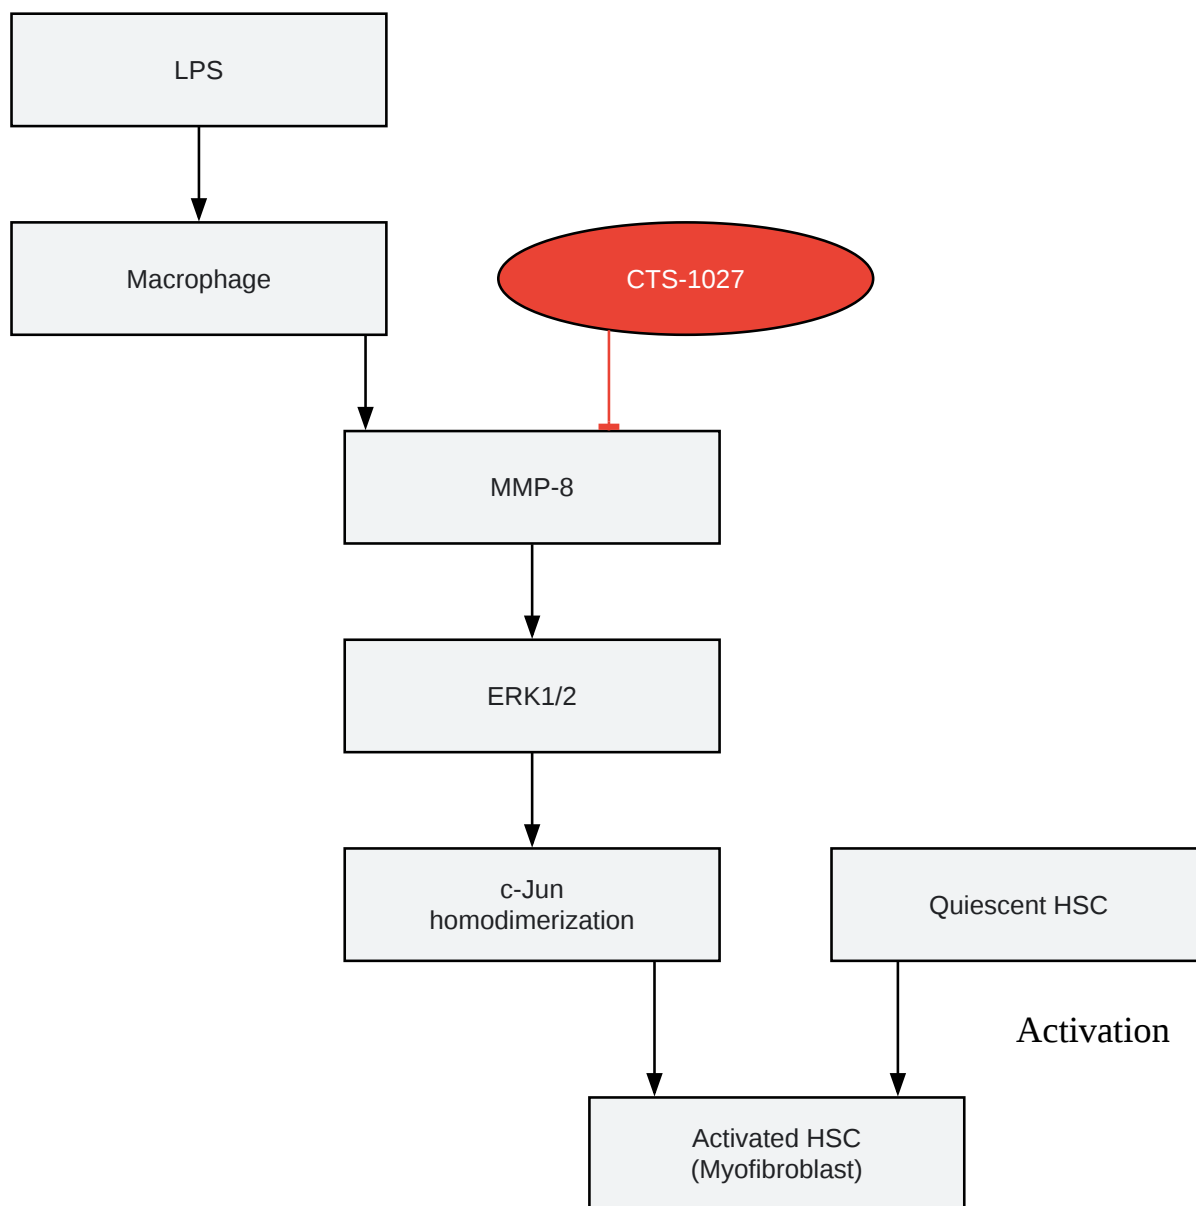 LPS
Macrophage
CTS-1027
MMP-8
ERK1/2
c-Jun
homodimerization
Quiescent HSC
Activation
Activated HSC
(Myofibroblast)